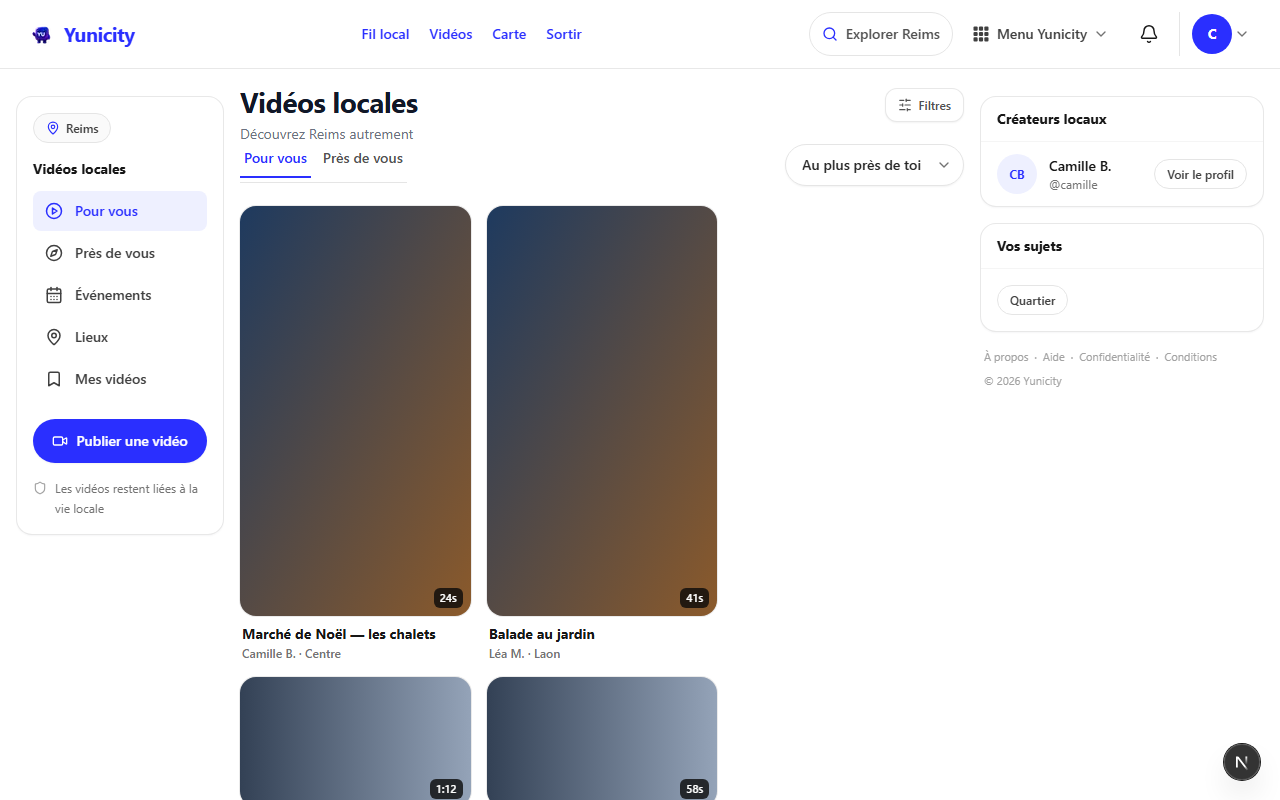 YU
Yunicity
Fil local
Vidéos
Carte
Sortir
Explorer Reims
Menu Yunicity
C
Reims
Vidéos locales
Pour vous
Près de vous
Événements
Lieux
Mes vidéos
Publier une vidéo
Les vidéos restent liées à la
vie locale
Vidéos locales
Découvrez Reims autrement
Pour vous
Près de vous
Filtres
Au plus près de toi
24s
Marché de Noël — les chalets
Camille B. · Centre
41s
Balade au jardin
Léa M. · Laon
1:12
58s
Créateurs locaux
CB
Camille B.
@camille
Voir le profil
Vos sujets
Quartier
À propos · Aide · Confidentialité · Conditions
© 2026 Yunicity
N